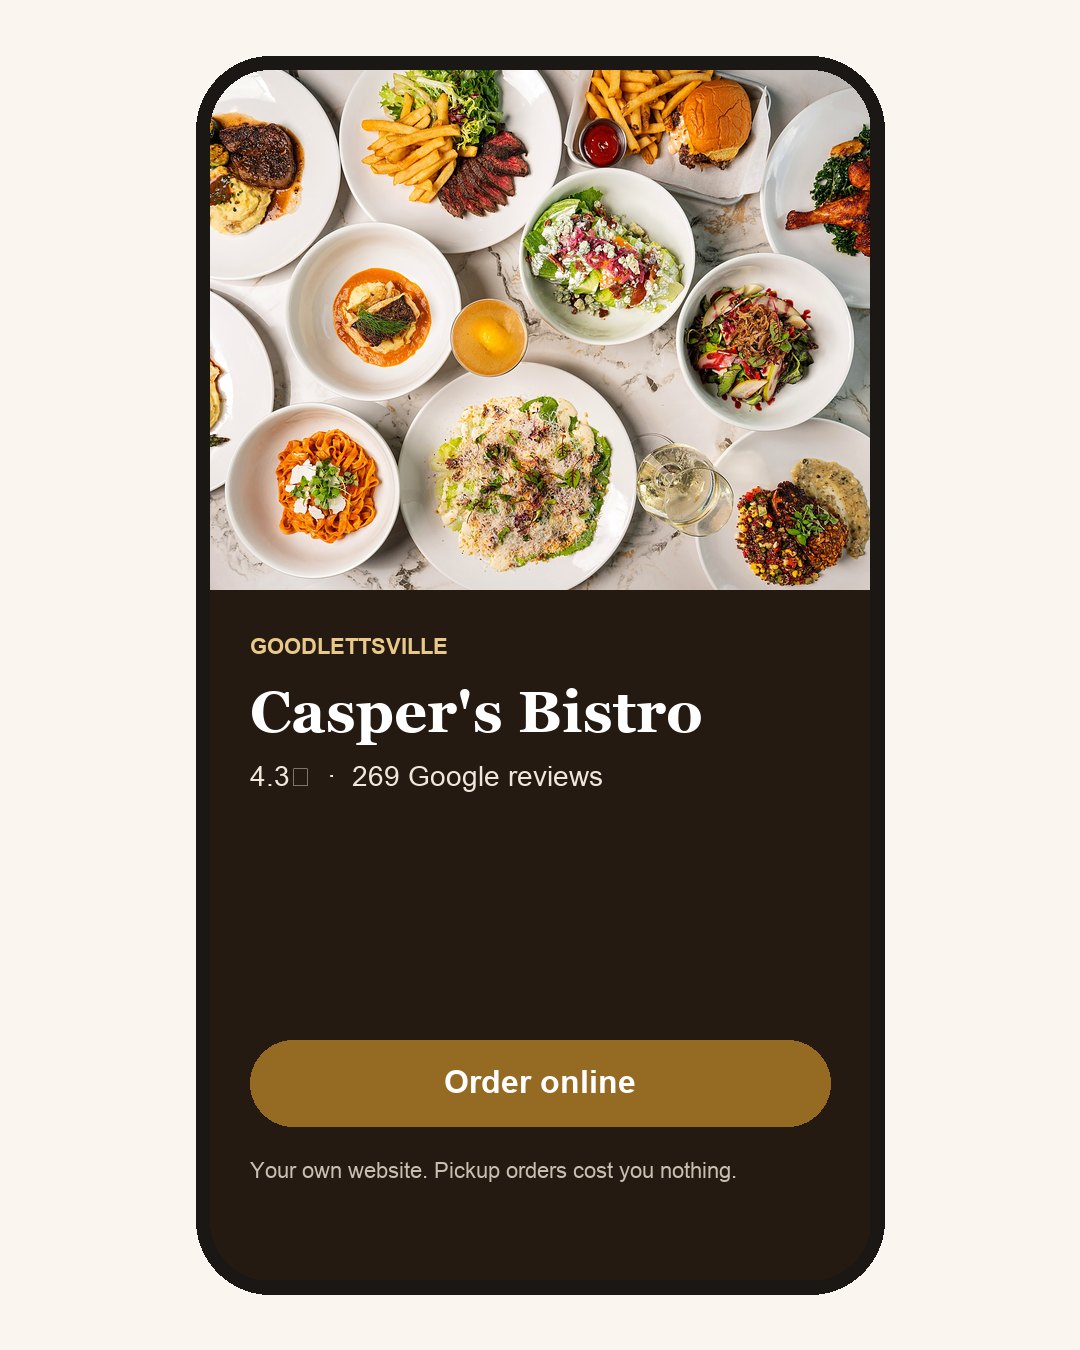 GOODLETTSVILLE
Casper's Bistro
4.3□ · 269 Google reviews
Order online
Your own website. Pickup orders cost you nothing.